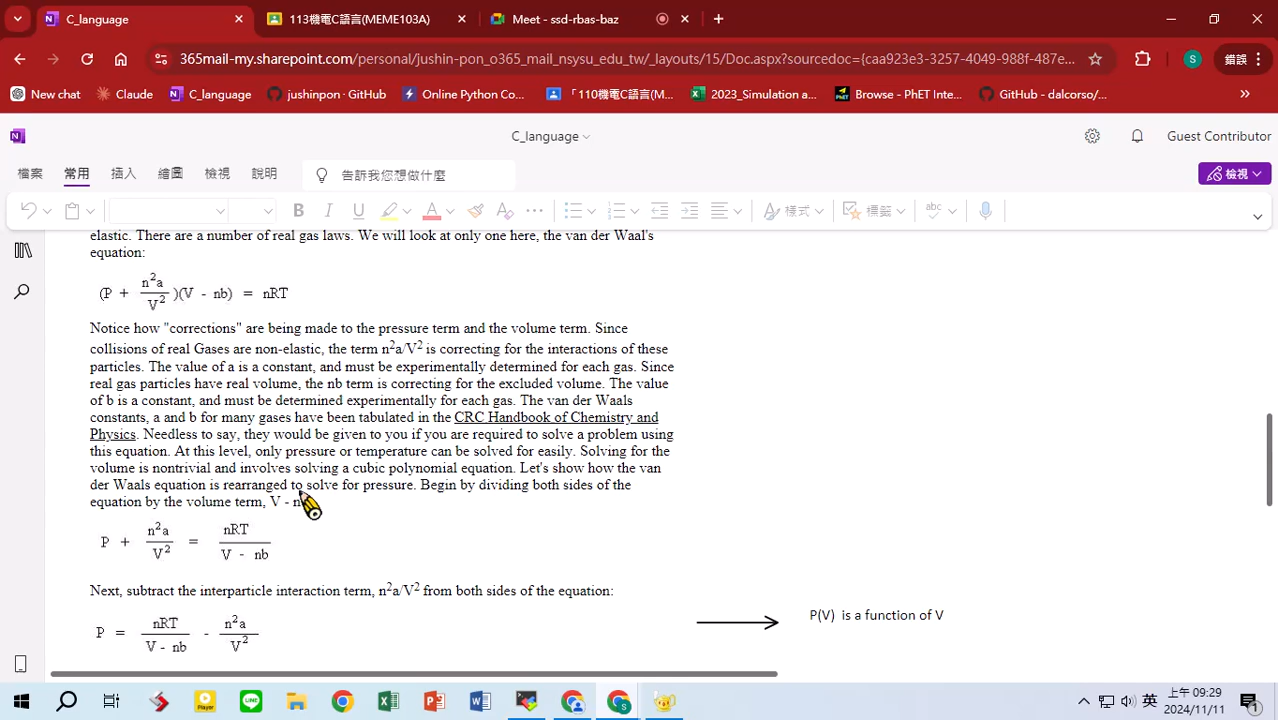 C_language
113機電C語言(MEME103A)
Meet - ssd-rbas-baz
365mail-my.sharepoint.com/personal/jushin-pon_o365_mail_nsysu_edu_tw/_layouts/15/Doc.aspx?sourcedoc={caa923e3-3257-4049-988f-487e...
S
錯誤
New chart
Claude
C_language
jushinpon · GitHub
Online Python Co...
「110機電C語言(M...
2023_Simulation a...
Browse - PhET Inte...
GitHub - dalcorso/...
C_language
Guest Contributor
檔案 常用 插入 繪圖 檢視 說明
告訴我您想做什麼
檢視
B I U A 樣式 標籤 abc
elastic. There are a number of real gas laws. We will look at only one here, the van der Waal's
equation:
(P + n²a/V²)(V - nb) = nRT
Notice how "corrections" are being made to the pressure term and the volume term. Since
collisions of real Gases are non-elastic, the term n²a/V² is correcting for the interactions of these
particles. The value of a is a constant, and must be experimentally determined for each gas. Since
real gas particles have real volume, the nb term is correcting for the excluded volume. The value
of b is a constant, and must be determined experimentally for each gas. The van der Waals
constants, a and b for many gases have been tabulated in the CRC Handbook of Chemistry and
Physics. Needless to say, they would be given to you if you are required to solve a problem using
this equation. At this level, only pressure or temperature can be solved for easily. Solving for the
volume is nontrivial and involves solving a cubic polynomial equation. Let's show how the van
der Waals equation is rearranged to solve for pressure. Begin by dividing both sides of the
equation by the volume term, V - n
P + n²a/V² = nRT/V - nb
Next, subtract the interparticle interaction term, n²a/V² from both sides of the equation:
P(V) is a function of V
P = nRT/V - nb - n²a/V²
Player
LINE
英
上午 09:29
2024/11/11
1